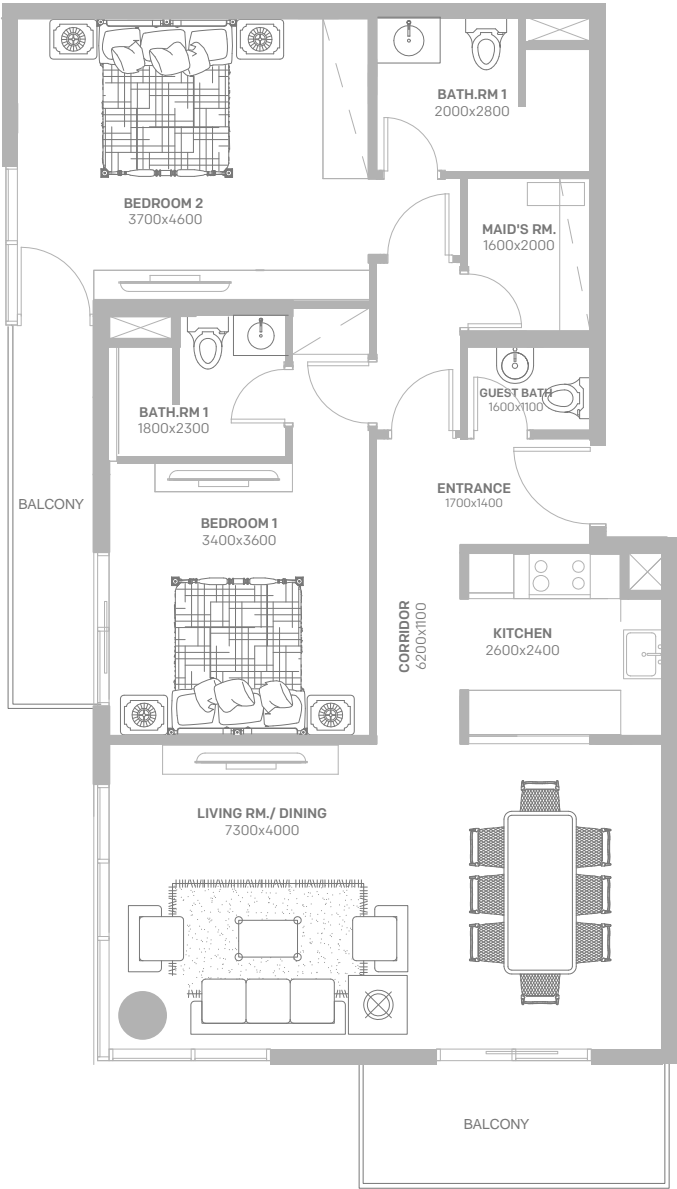 BATH.RM 1
2000x2800
BEDROOM 2
3700x4600
MAID'S RM.
1600x2000
GUEST BATH
1600x1100
BATH.RM 1
1800x2300
ENTRANCE
1700x1400
BALCONY
BEDROOM 1
3400x3600
CORRIDOR
6200x1100
KITCHEN
2600x2400
LIVING RM./ DINING
7300x4000
BALCONY